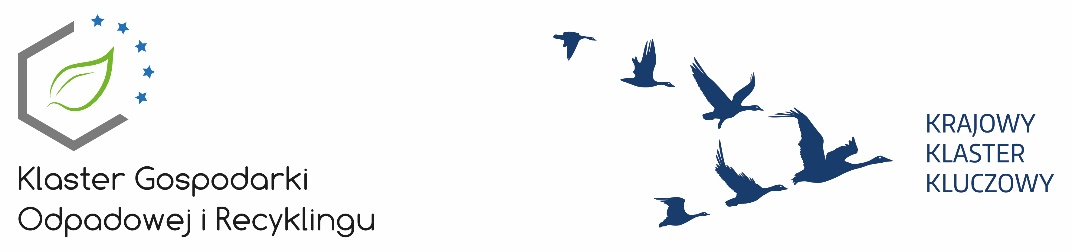 Klaster Gospodarki
Odpadowej i Recyklingu
KRAJOWY
KLASTER
KLUCZOWY